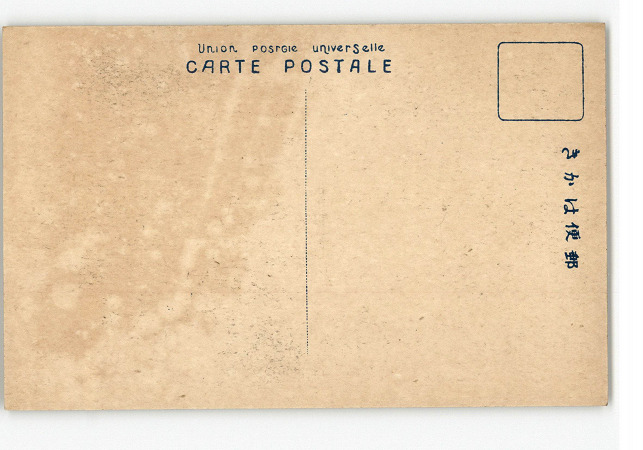 Union postale universelle
CARTE POSTALE
郵便はかき